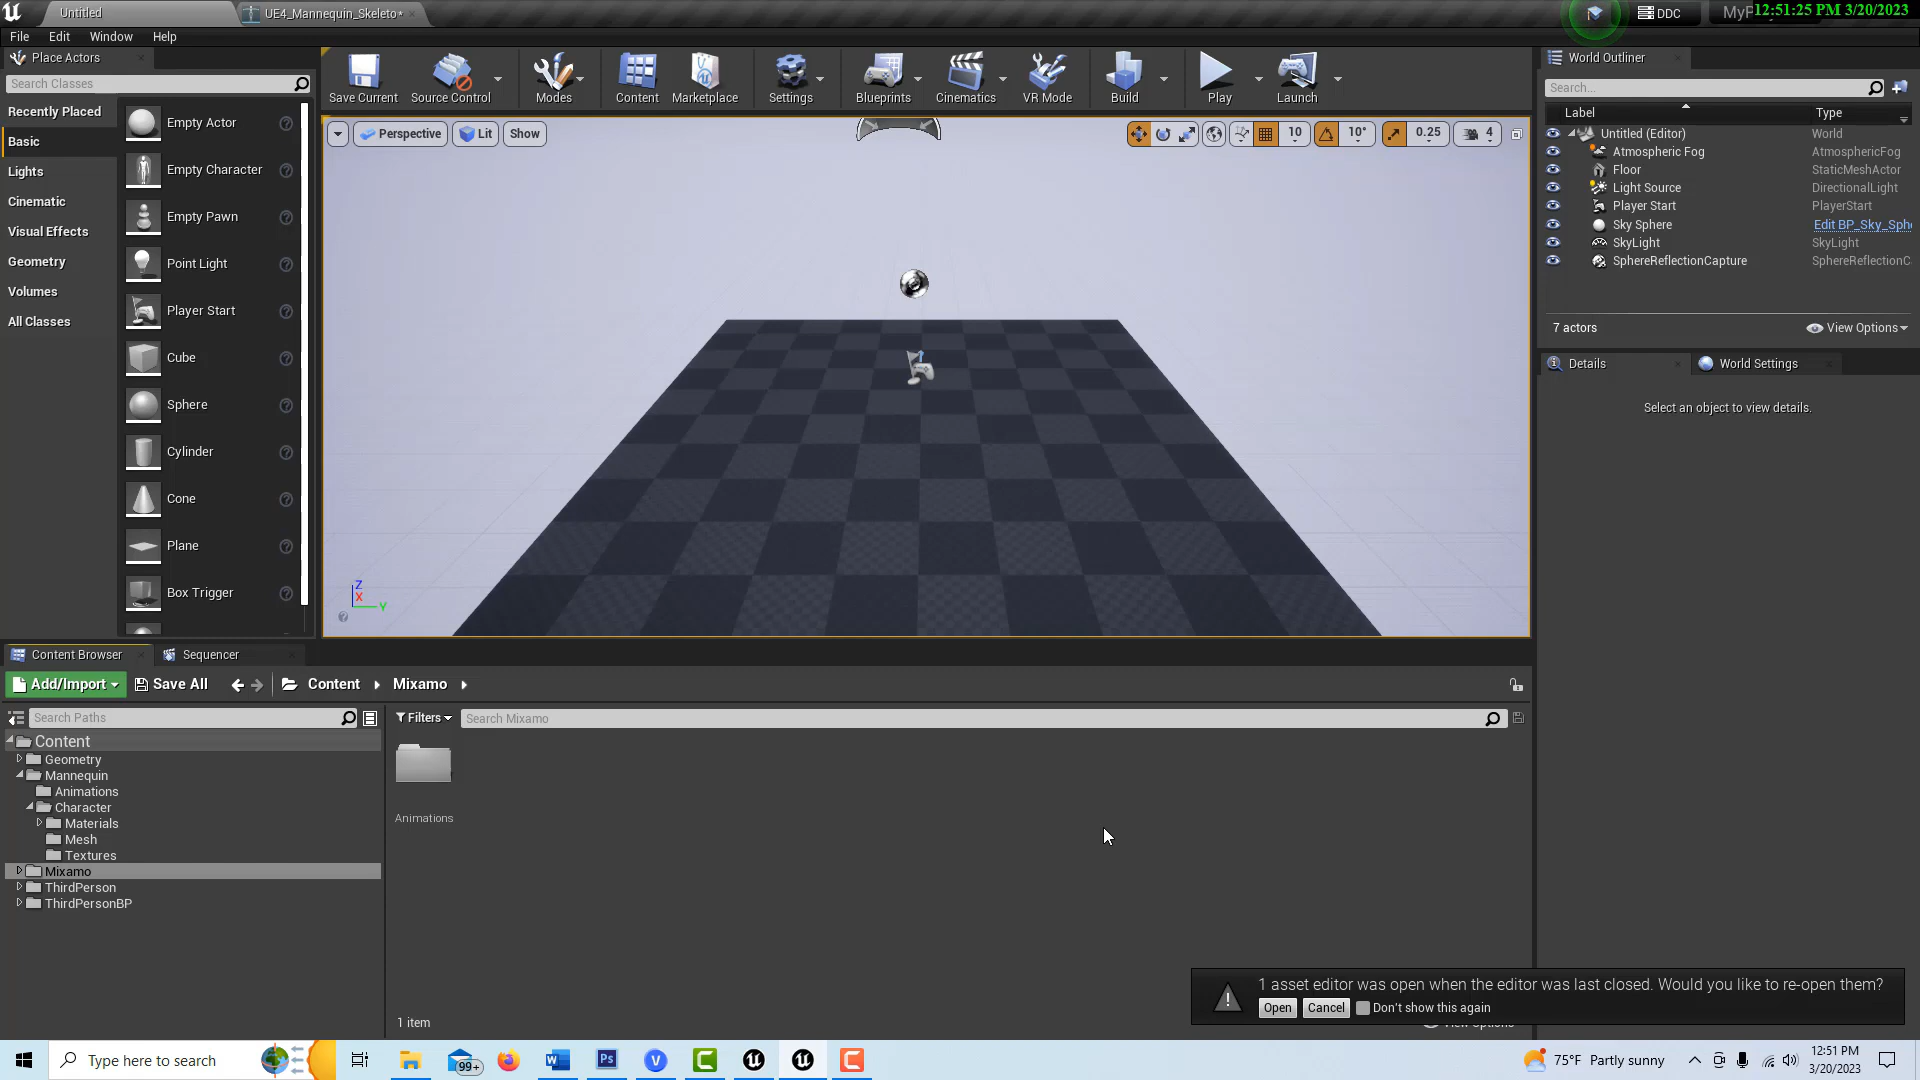 Untitled
UE4_Mannequin_Skeleto*
DDC
MyP
12:51:25 PM 3/20/2023
File
Edit
Window
Help
Place Actors
Search Classes
Recently Placed
Basic
Lights
Cinematic
Visual Effects
Geometry
Volumes
All Classes
Empty Actor
Empty Character
Empty Pawn
Point Light
Player Start
Cube
Sphere
Cylinder
Cone
Plane
Box Trigger
Save Current
Source Control
Modes
Content
Marketplace
Settings
Blueprints
Cinematics
VR Mode
Build
Play
Launch
Perspective
Lit
Show
10
10°
0.25
4
Z
X
Y
World Outliner
Search...
Label
Type
Untitled (Editor)
World
Atmospheric Fog
AtmosphericFog
Floor
StaticMeshActor
Light Source
DirectionalLight
Player Start
PlayerStart
Sky Sphere
Edit BP_Sky_Sph
SkyLight
SkyLight
SphereReflectionCapture
SphereReflectionC
7 actors
View Options
Details
World Settings
Select an object to view details.
Content Browser
Sequencer
Add/Import
Save All
Content
Mixamo
Search Paths
Filters
Search Mixamo
Content
Geometry
Mannequin
Animations
Character
Materials
Mesh
Textures
Mixamo
ThirdPerson
ThirdPersonBP
Animations
1 item
1 asset editor was open when the editor was last closed. Would you like to re-open them?
Open
Cancel
Don't show this again
View Options
Type here to search
99+
75°F Partly sunny
12:51 PM
3/20/2023